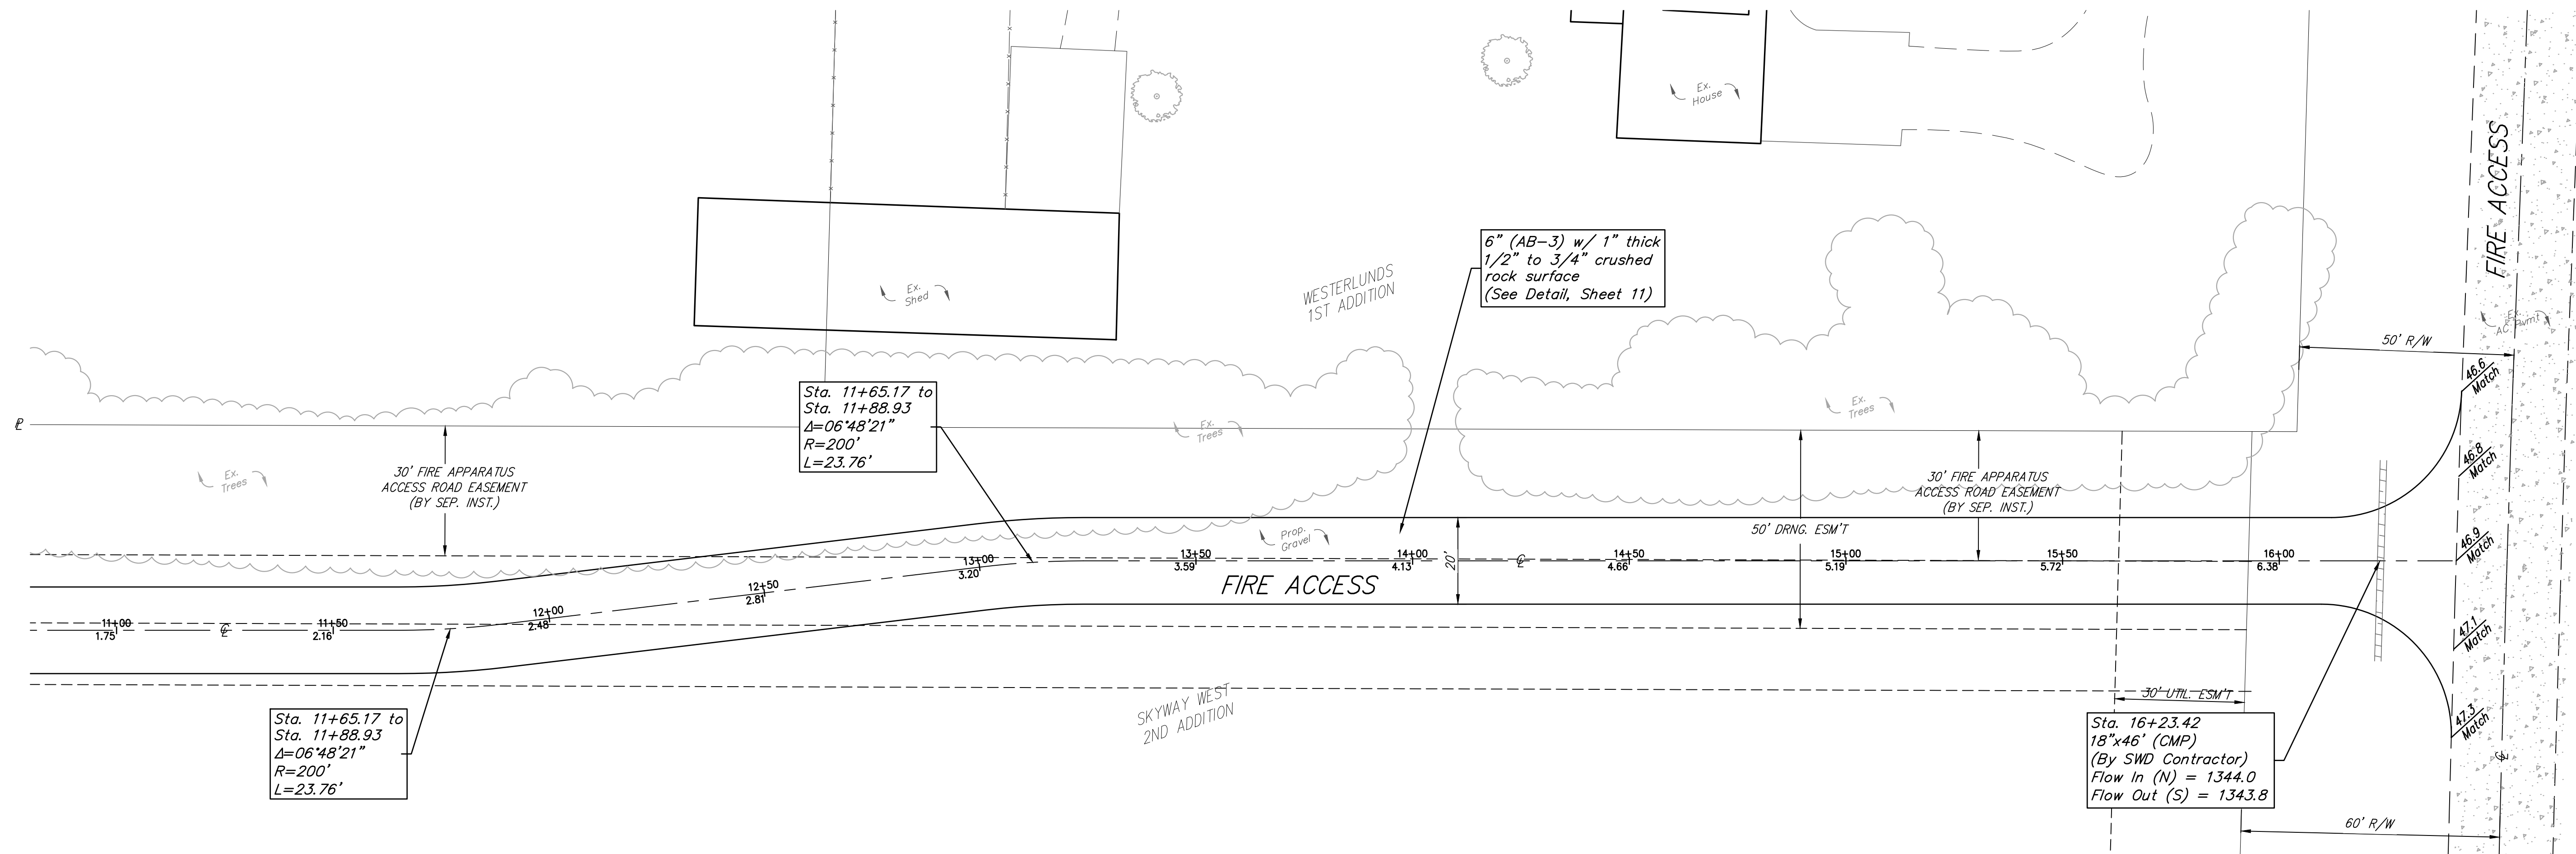 Ex.
House
FIRE ACCESS
Ex.
Shed
WESTERLUNDS
1ST ADDITION
6" (AB-3) w/ 1" thick
1/2" to 3/4" crushed
rock surface
(See Detail, Sheet 11)
Ex.
AC Pvm't
50' R/W
46.6
Match
Sta. 11+65.17 to
Sta. 11+88.93
Δ=06°48'21"
R=200'
L=23.76'
Ex.
Trees
Ex.
Trees
Ex.
Trees
℄
30' FIRE APPARATUS
ACCESS ROAD EASEMENT
(BY SEP. INST.)
30' FIRE APPARATUS
ACCESS ROAD EASEMENT
(BY SEP. INST.)
46.8
Match
50' DRNG. ESM'T
Prop.
Gravel
46.9
Match
11+00
1.75
℄
11+50
2.16
12+00
2.48
12+50
2.81
13+00
3.20
13+50
3.59
14+00
4.13
20'
℄
14+50
4.66
15+00
5.19
15+50
5.72
16+00
6.38
FIRE ACCESS
47.1
Match
SKYWAY WEST
2ND ADDITION
30' UTIL. ESM'T
47.3
Match
℄
Sta. 11+65.17 to
Sta. 11+88.93
Δ=06°48'21"
R=200'
L=23.76'
Sta. 16+23.42
18"x46' (CMP)
(By SWD Contractor)
Flow In (N) = 1344.0
Flow Out (S) = 1343.8
60' R/W